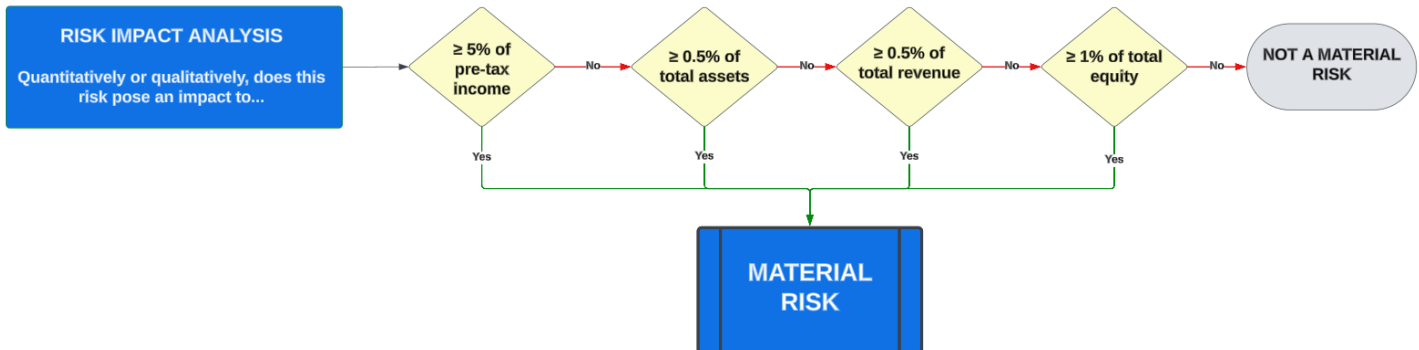 RISK IMPACT ANALYSIS
Quantitatively or qualitatively, does this
risk pose an impact to...
≥ 5% of
pre-tax
income
No
≥ 0.5% of
total assets
No
≥ 0.5% of
total revenue
No
≥ 1% of total
equity
No
NOT A MATERIAL
RISK
Yes
Yes
Yes
Yes
MATERIAL
RISK